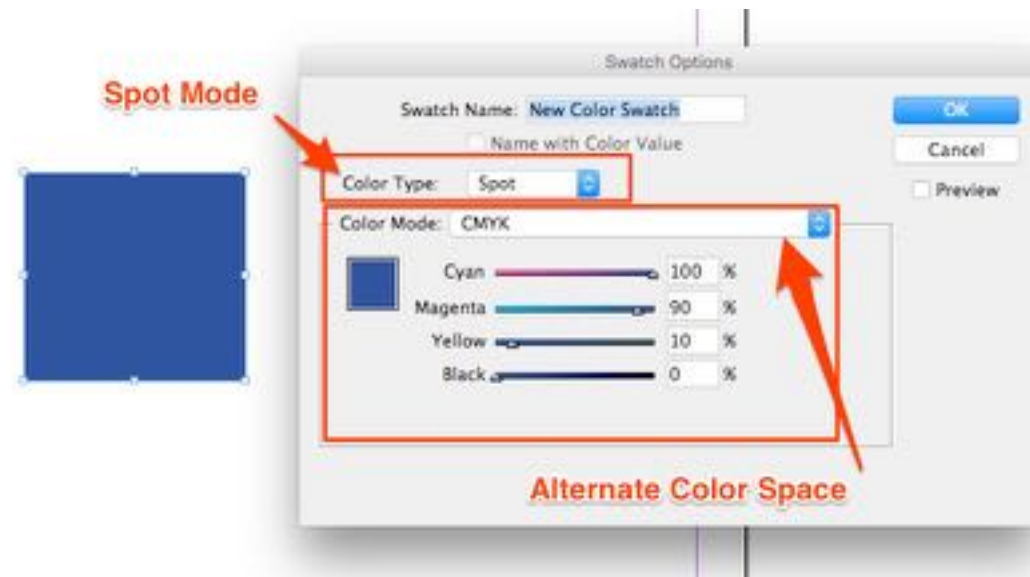 Swatch Options
Spot Mode
Swatch Name: New Color Swatch
OK
Name with Color Value
Cancel
Color Type: Spot
Preview
Color Mode: CMYK
Cyan 100 %
Magenta 90 %
Yellow 10 %
Black 0 %
Alternate Color Space